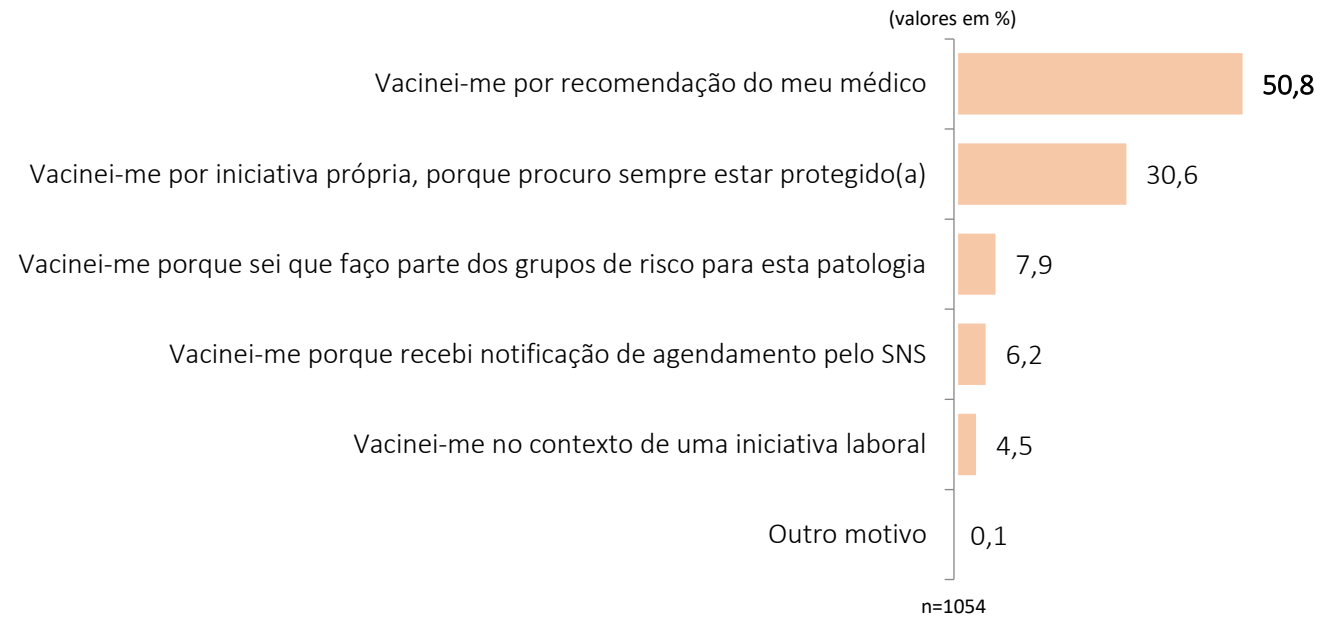 (valores em %)
Vacinei-me por recomendação do meu médico 50,8
Vacinei-me por iniciativa própria, porque procuro sempre estar protegido(a) 30,6
Vacinei-me porque sei que faço parte dos grupos de risco para esta patologia 7,9
Vacinei-me porque recebi notificação de agendamento pelo SNS 6,2
Vacinei-me no contexto de uma iniciativa laboral 4,5
Outro motivo 0,1
n=1054